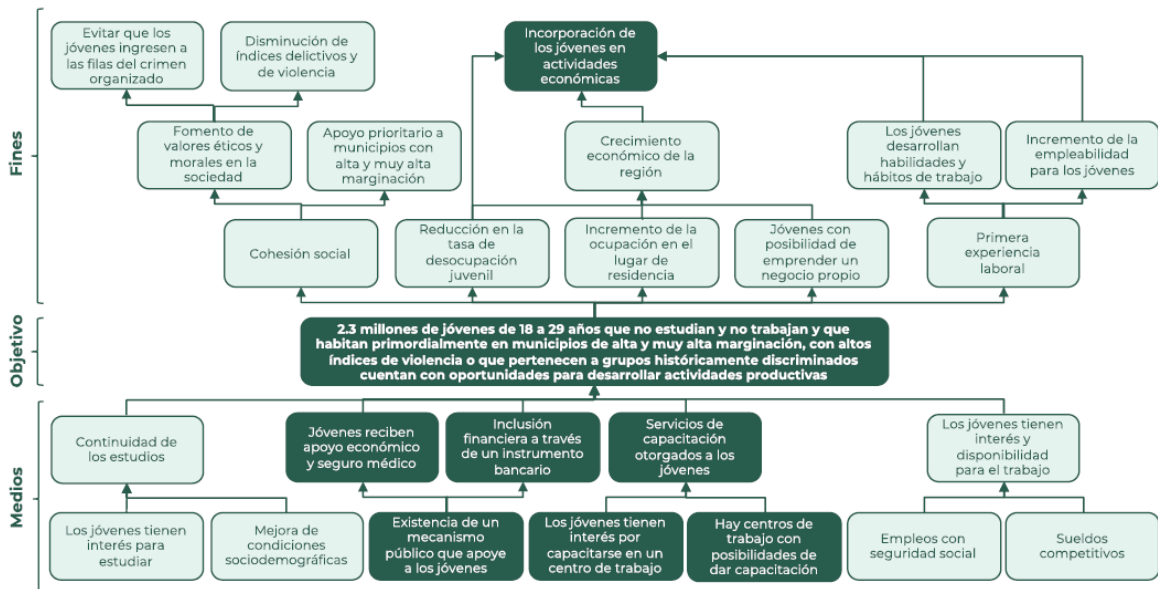 Fines
Evitar que los
jóvenes ingresen a
las filas del crimen
organizado
Disminución de
índices delictivos y
de violencia
Incorporación de
los jóvenes en
actividades
económicas
Fomento de
valores éticos y
morales en la
sociedad
Apoyo prioritario a
municipios con
alta y muy alta
marginación
Crecimiento
económico de la
región
Los jóvenes
desarrollan
habilidades y
hábitos de trabajo
Incremento de la
empleabilidad
para los jóvenes
Cohesión social
Reducción en la
tasa de
desocupación
juvenil
Incremento de la
ocupación en el
lugar de
residencia
Jóvenes con
posibilidad de
emprender un
negocio propio
Primera
experiencia
laboral
Objetivo
2.3 millones de jóvenes de 18 a 29 años que no estudian y no trabajan y que
habitan primordialmente en municipios de alta y muy alta marginación, con altos
índices de violencia o que pertenecen a grupos históricamente discriminados
cuentan con oportunidades para desarrollar actividades productivas
Medios
Continuidad de
los estudios
Jóvenes reciben
apoyo económico
y seguro médico
Inclusión
financiera a través
de un instrumento
bancario
Servicios de
capacitación
otorgados a los
jóvenes
Los jóvenes tienen
interés y
disponibilidad
para el trabajo
Los jóvenes tienen
interés para
estudiar
Mejora de
condiciones
sociodemográficas
Existencia de un
mecanismo
público que apoye
a los jóvenes
Los jóvenes tienen
interés por
capacitarse en un
centro de trabajo
Hay centros de
trabajo con
posibilidades de
dar capacitación
Empleos con
seguridad social
Sueldos
competitivos